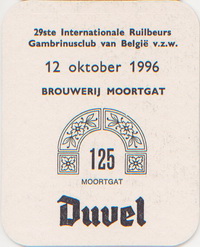 29ste Internationale Ruilbeurs
Gambrinusclub van België v.z.w.
12 oktober 1996
BROUWERIJ MOORTGAT
125
MOORTGAT
Duvel